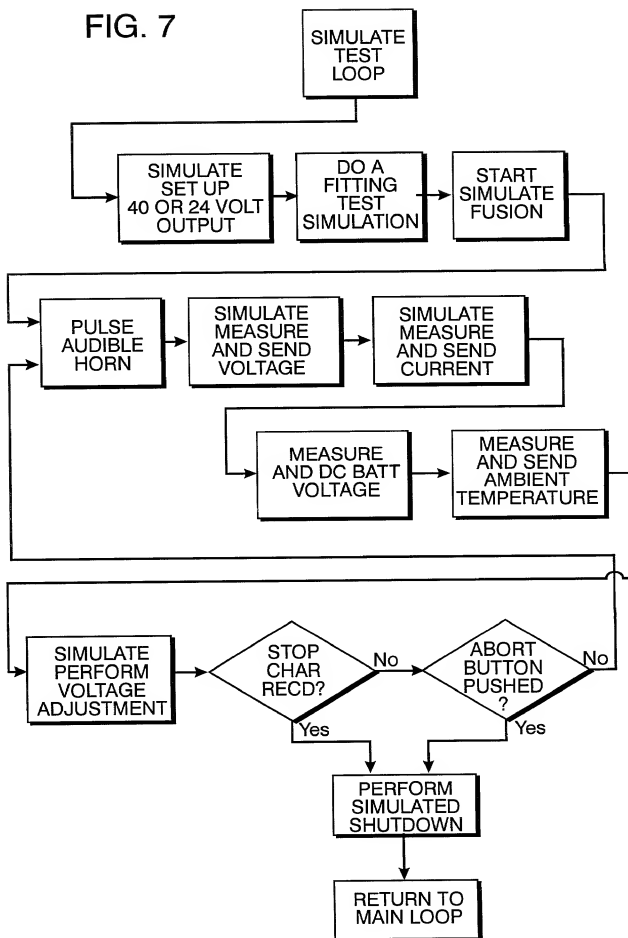 FIG. 7
SIMULATE
TEST
LOOP
SIMULATE
SET UP
40 OR 24 VOLT
OUTPUT
DO A
FITTING
TEST
SIMULATION
START
SIMULATE
FUSION
PULSE
AUDIBLE
HORN
SIMULATE
MEASURE
AND SEND
VOLTAGE
SIMULATE
MEASURE
AND SEND
CURRENT
MEASURE
AND DC BATT
VOLTAGE
MEASURE
AND SEND
AMBIENT
TEMPERATURE
SIMULATE
PERFORM
VOLTAGE
ADJUSTMENT
STOP
CHAR
RECD?
No
Yes
ABORT
BUTTON
PUSHED
?
No
Yes
PERFORM
SIMULATED
SHUTDOWN
RETURN TO
MAIN LOOP